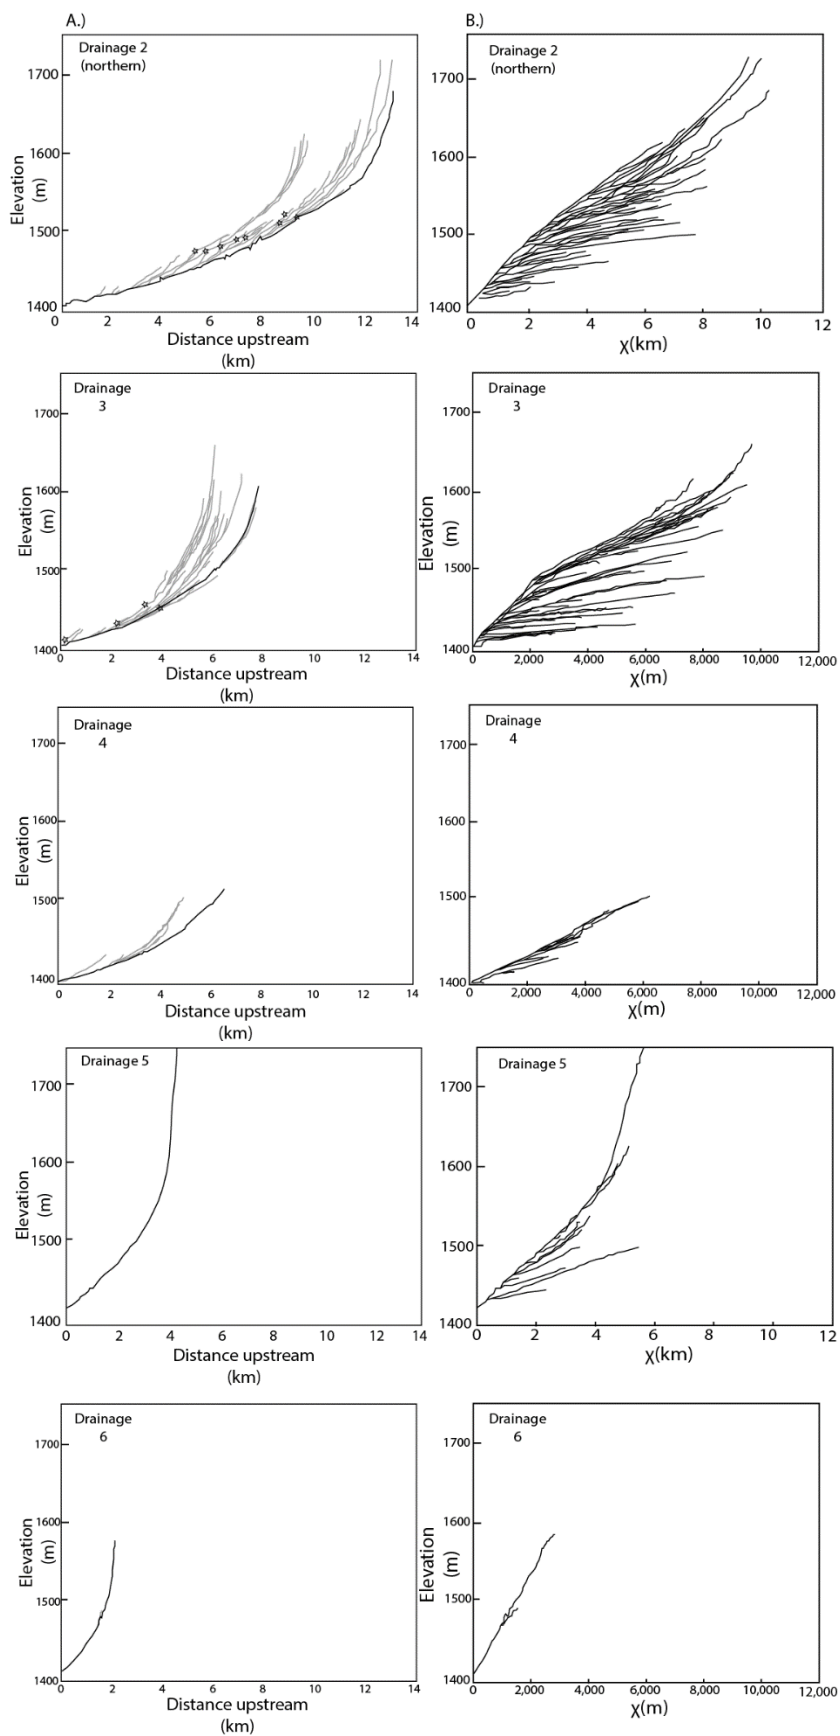 A.)
B.)
Drainage 2
(northern)
1700
1600
1500
1400
Elevation
(m)
0 2 4 6 8 10 12 14
Distance upstream
(km)
Drainage 2
(northern)
1700
1600
1500
1400
Elevation
(m)
0 2 4 6 8 10 12
χ(km)
Drainage
3
1700
1600
1500
1400
Elevation
(m)
0 2 4 6 8 10 12 14
Distance upstream
(km)
Drainage
3
1700
1600
1500
1400
Elevation
(m)
0 2,000 4,000 6,000 8,000 10,000 12,000
χ(m)
Drainage
4
1700
1600
1500
1400
Elevation
(m)
0 2 4 6 8 10 12 14
Distance upstream
(km)
Drainage
4
1700
1600
1500
1400
Elevation
(m)
0 2,000 4,000 6,000 8,000 10,000 12,000
χ(m)
Drainage 5
1700
1600
1500
1400
Elevation
(m)
0 2 4 6 8 10 12 14
Distance upstream
(km)
Drainage 5
1700
1600
1500
1400
Elevation
(m)
0 2 4 6 8 10 12
χ(km)
Drainage
6
1700
1600
1500
1400
Elevation
(m)
0 2 4 6 8 10 12 14
Distance upstream
(km)
Drainage
6
1700
1600
1500
1400
Elevation
(m)
0 2,000 4,000 6,000 8,000 10,000 12,000
χ(m)